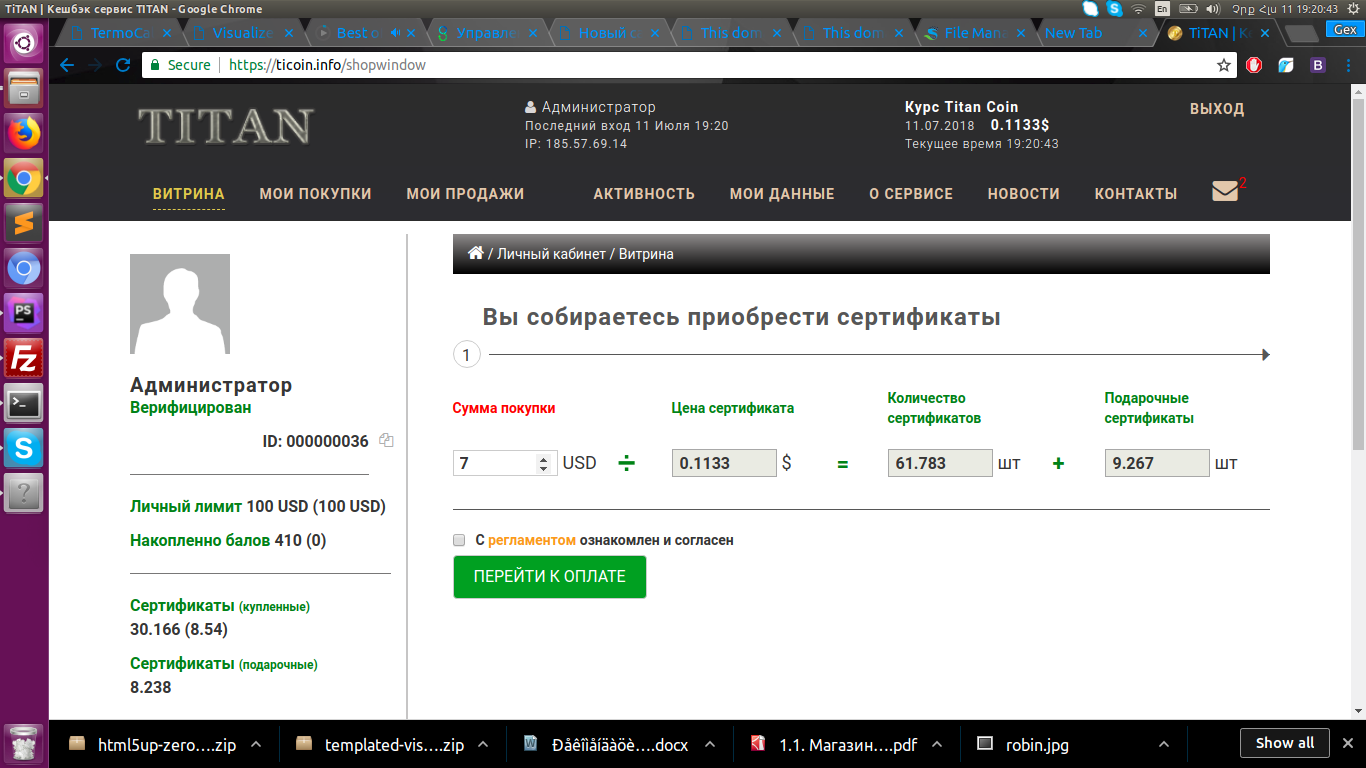 TiTAN | Кешбэк сервис TITAN - Google Chrome
En
Չրք Հլս 11 19:20:43
TermoCa
Visualize
Best o
Управле
Новый с
This dom
This dom
File Man
New Tab
TiTAN | К
Gex
Secure
https://ticoin.info/shopwindow
TITAN
Администратор
Последний вход 11 Июля 19:20
IP: 185.57.69.14
Курс Titan Coin
11.07.2018 0.1133$
Текущее время 19:20:43
ВЫХОД
ВИТРИНА
МОИ ПОКУПКИ
МОИ ПРОДАЖИ
АКТИВНОСТЬ
МОИ ДАННЫЕ
О СЕРВИСЕ
НОВОСТИ
КОНТАКТЫ
2
Администратор
Верифицирован
ID: 000000036
Личный лимит 100 USD (100 USD)
Накопленно балов 410 (0)
Сертификаты (купленные)
30.166 (8.54)
Сертификаты (подарочные)
8.238
/ Личный кабинет / Витрина
Вы собираетесь приобрести сертификаты
1
Сумма покупки
Цена сертификата
Количество
сертификатов
Подарочные
сертификаты
7 USD ÷ 0.1133 $ = 61.783 шт + 9.267 шт
С регламентом ознакомлен и согласен
ПЕРЕЙТИ К ОПЛАТЕ
PS
Fz
S
?
html5up-zero....zip
templated-vis....zip
Ðåêîìåíäàöè....docx
1.1. Магазин....pdf
robin.jpg
Show all